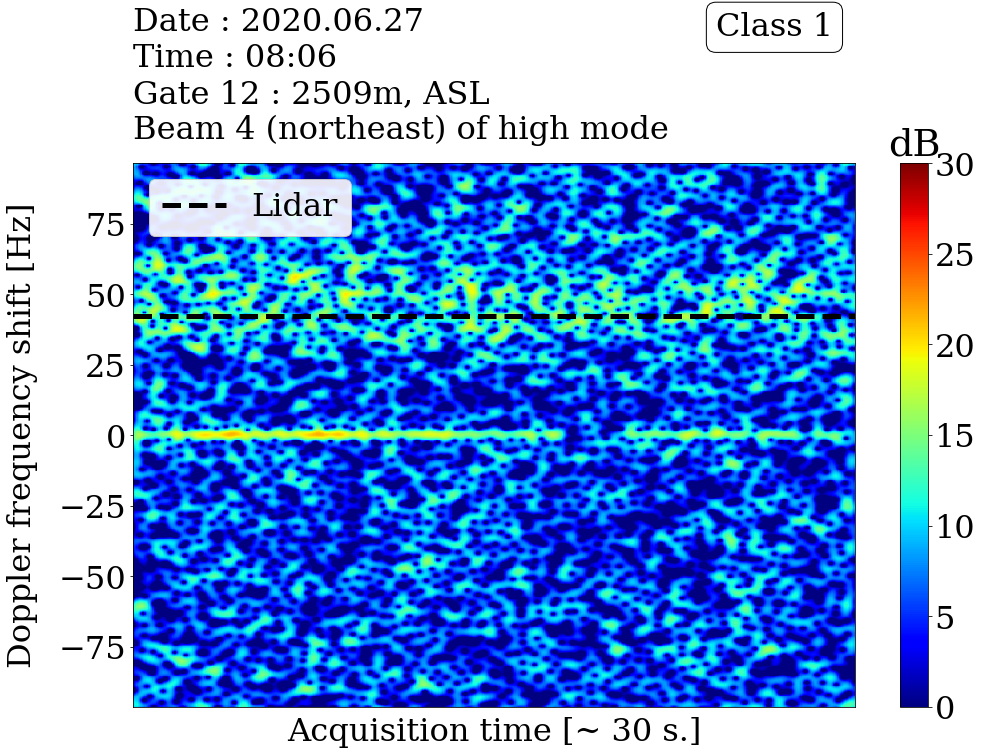 Date : 2020.06.27
Time : 08:06
Gate 12 : 2509m, ASL
Beam 4 (northeast) of high mode
Class 1
dB
Lidar
Doppler frequency shift [Hz]
75
50
25
0
−25
−50
−75
30
25
20
15
10
5
0
Acquisition time [~ 30 s.]